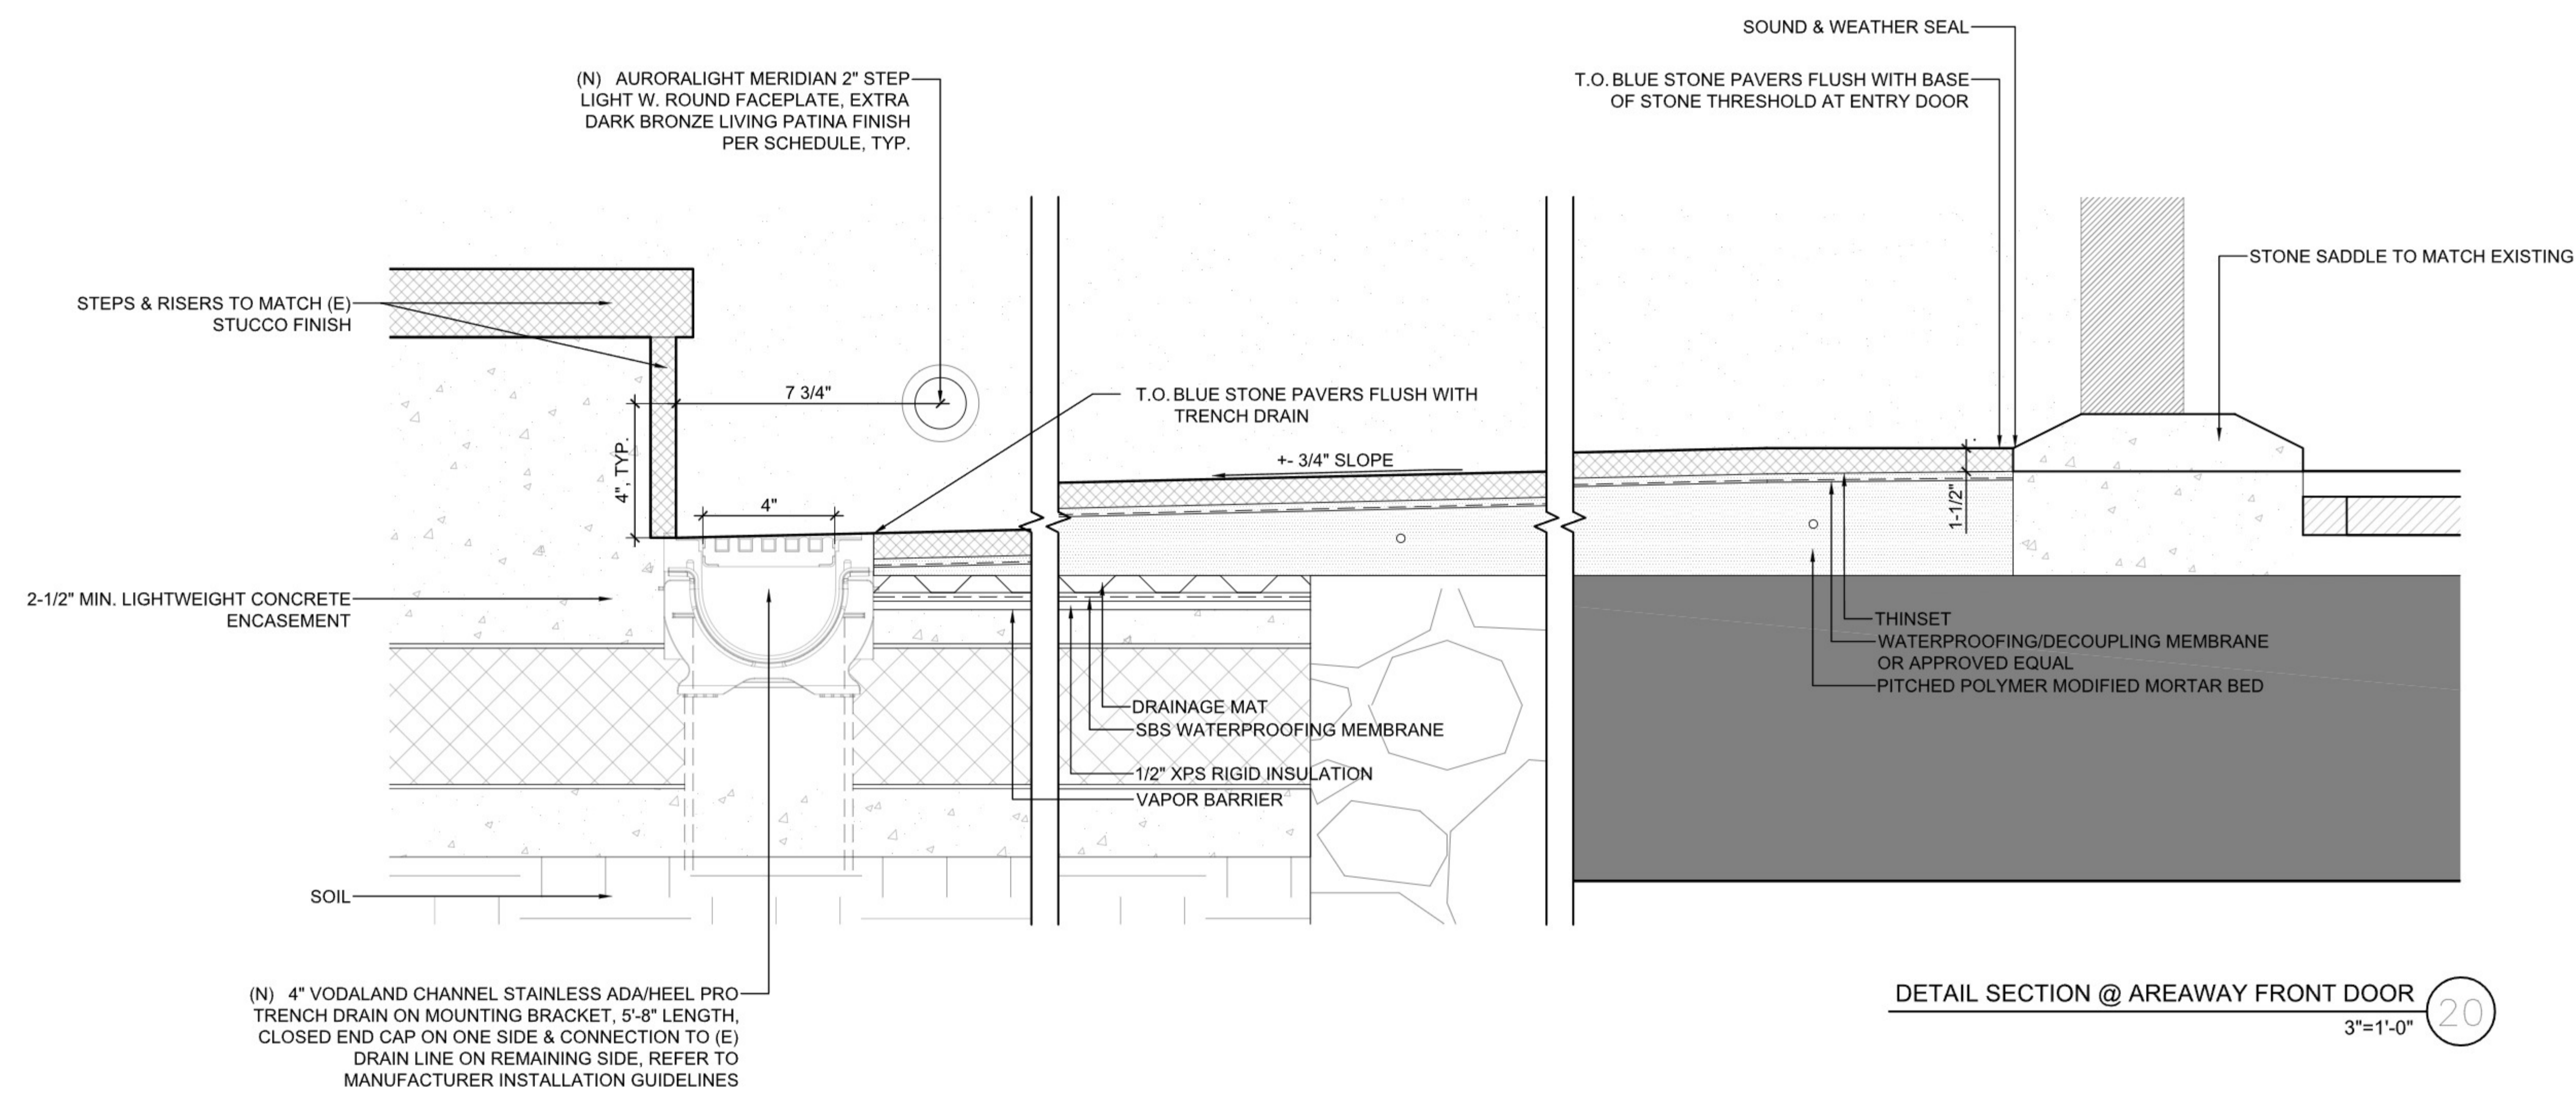 SOUND & WEATHER SEAL
(N) AURORALIGHT MERIDIAN 2" STEP
LIGHT W. ROUND FACEPLATE, EXTRA
DARK BRONZE LIVING PATINA FINISH
PER SCHEDULE, TYP.
T.O. BLUE STONE PAVERS FLUSH WITH BASE
OF STONE THRESHOLD AT ENTRY DOOR
STONE SADDLE TO MATCH EXISTING
STEPS & RISERS TO MATCH (E)
STUCCO FINISH
7 3/4"
T.O. BLUE STONE PAVERS FLUSH WITH
TRENCH DRAIN
4", TYP.
+- 3/4" SLOPE
4"
1-1/2"
2-1/2" MIN. LIGHTWEIGHT CONCRETE
ENCASEMENT
THINSET
WATERPROOFING/DECOUPLING MEMBRANE
OR APPROVED EQUAL
PITCHED POLYMER MODIFIED MORTAR BED
DRAINAGE MAT
SBS WATERPROOFING MEMBRANE
1/2" XPS RIGID INSULATION
VAPOR BARRIER
SOIL
(N) 4" VODALAND CHANNEL STAINLESS ADA/HEEL PRO
TRENCH DRAIN ON MOUNTING BRACKET, 5'-8" LENGTH,
CLOSED END CAP ON ONE SIDE & CONNECTION TO (E)
DRAIN LINE ON REMAINING SIDE, REFER TO
MANUFACTURER INSTALLATION GUIDELINES
DETAIL SECTION @ AREAWAY FRONT DOOR
20
3"=1'-0"